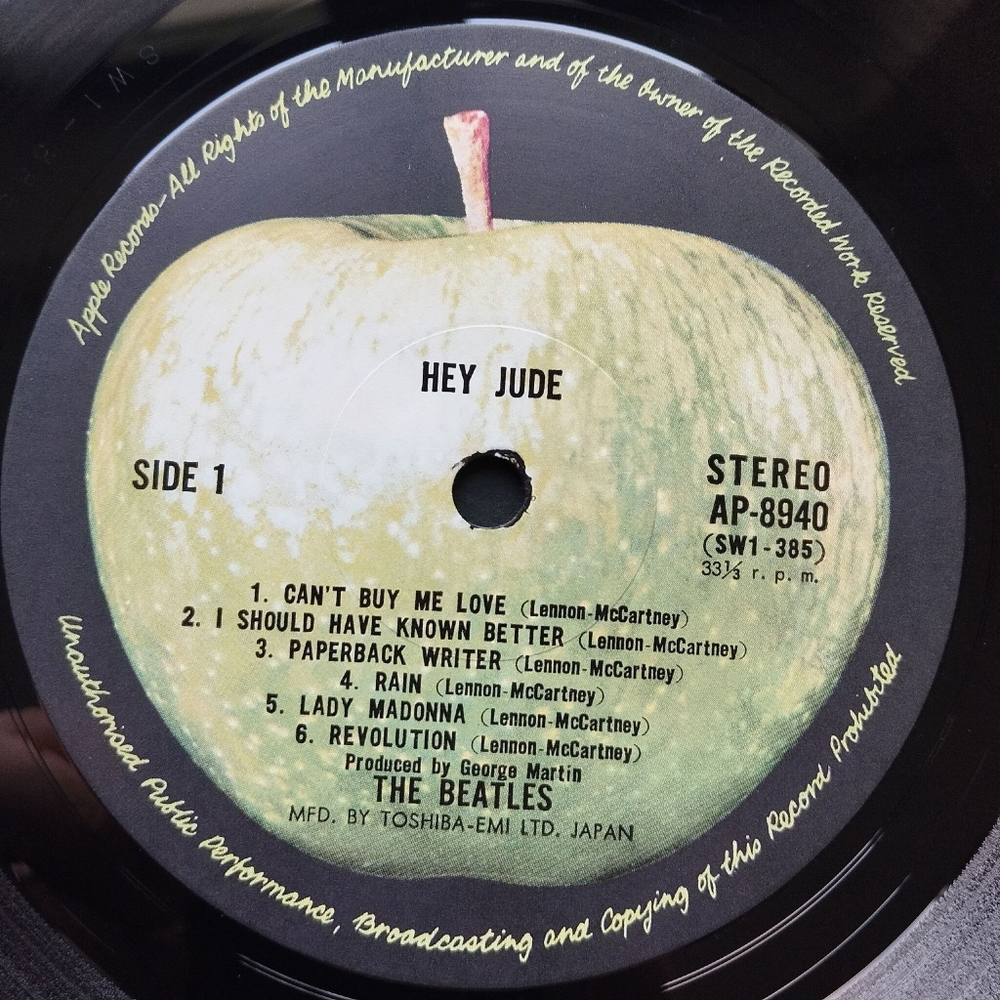 Apple Records-All Rights of the Manufacturer and of the Owner of the Recorded Work Reserved
HEY JUDE
SIDE 1
STEREO
AP-8940
(SW1-385)
33⅓ r. p. m.
1. CAN'T BUY ME LOVE (Lennon-McCartney)
2. I SHOULD HAVE KNOWN BETTER (Lennon-McCartney)
3. PAPERBACK WRITER (Lennon-McCartney)
4. RAIN (Lennon-McCartney)
5. LADY MADONNA (Lennon-McCartney)
6. REVOLUTION (Lennon-McCartney)
Produced by George Martin
THE BEATLES
MFD. BY TOSHIBA-EMI LTD. JAPAN
Unauthorised Public Performance, Broadcasting and Copying of this Record Prohibited